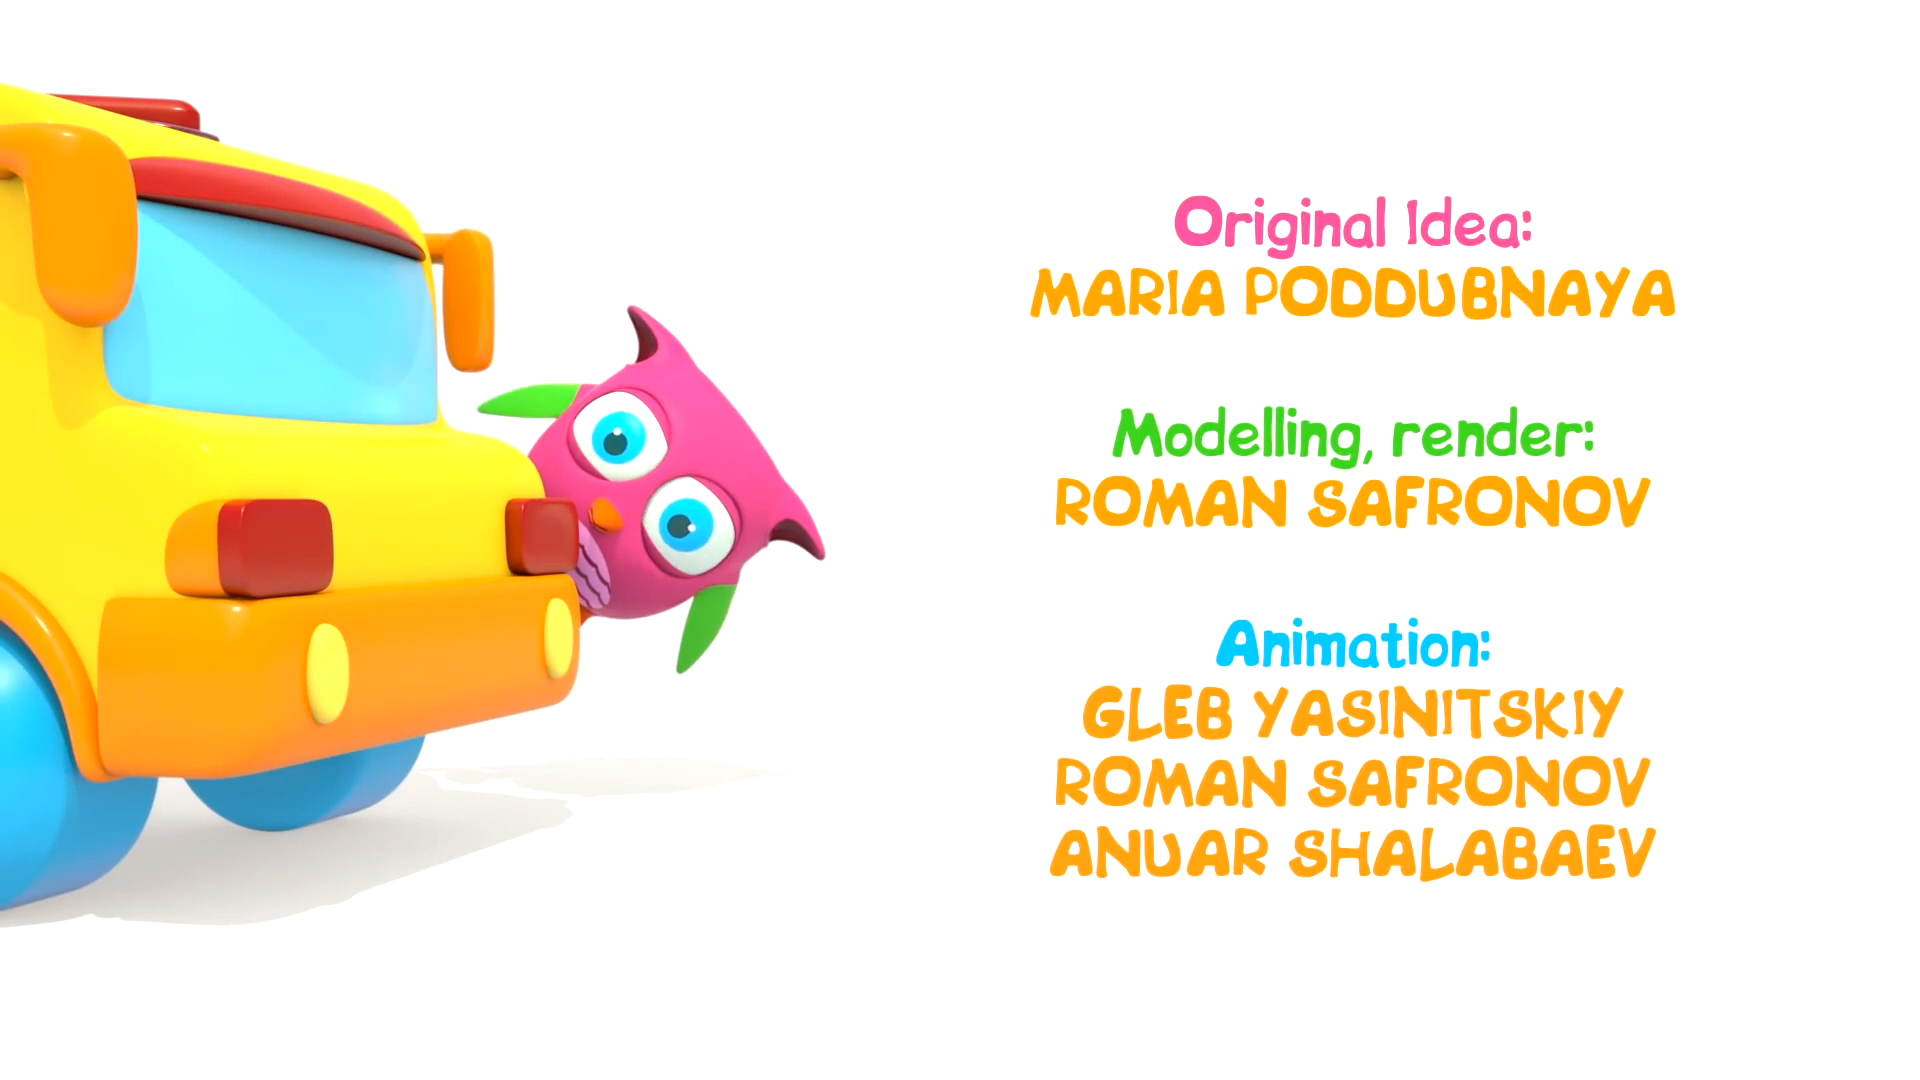 Original Idea:
MARIA PODDUBNAYA
Modelling, render:
ROMAN SAFRONOV
Animation:
GLEB YASINITSKIY
ROMAN SAFRONOV
ANUAR SHALABAEV